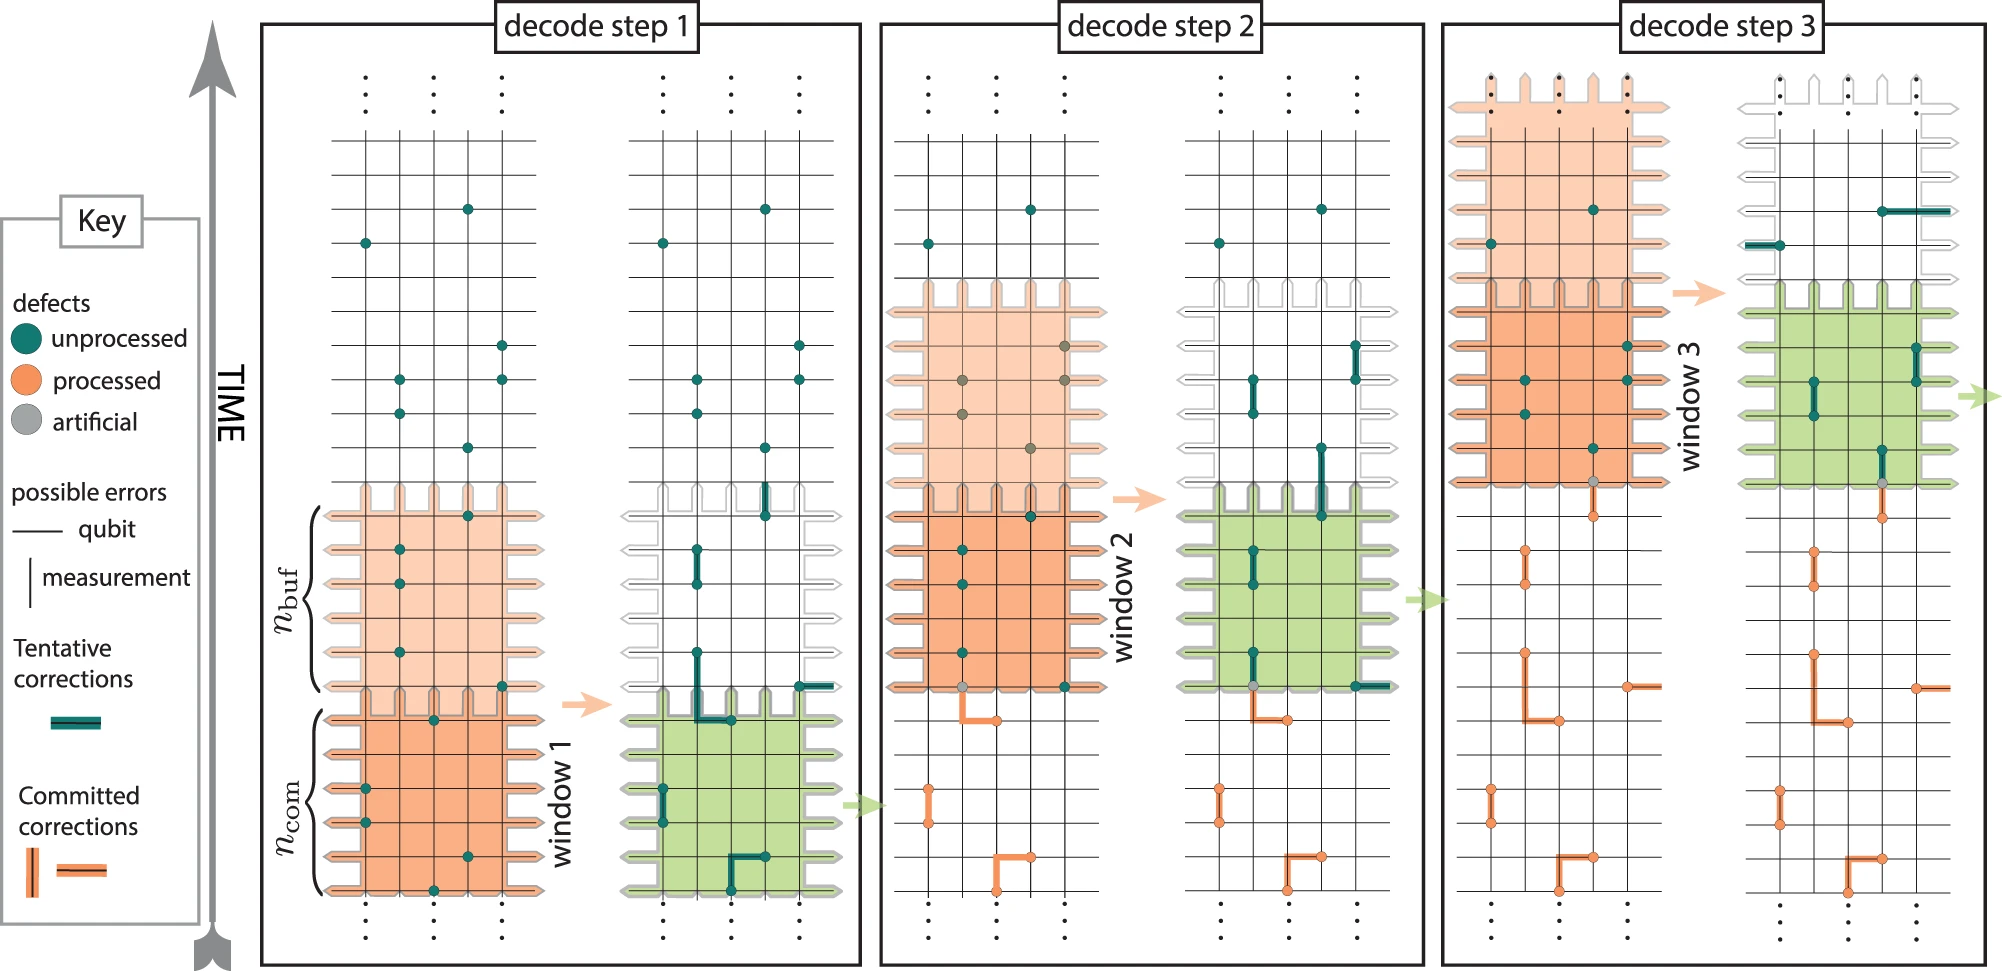 decode step 1
decode step 2
decode step 3
Key
defects
unprocessed
processed
artificial
possible errors
qubit
measurement
Tentative
corrections
Committed
corrections
TIME
n_buf
n_com
window 1
window 2
window 3